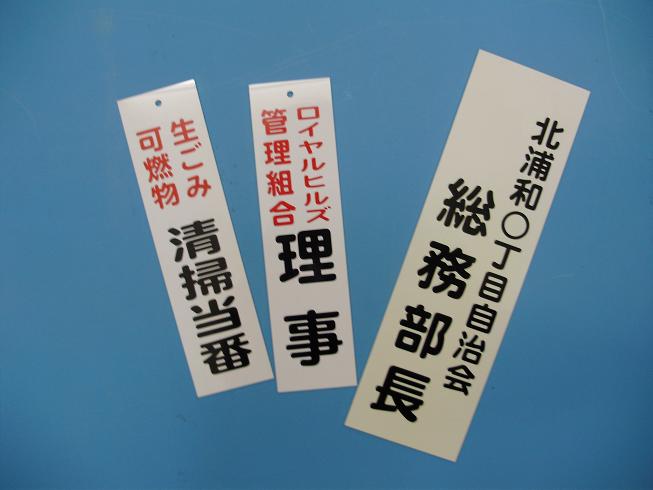 生ごみ
可燃物
清掃当番
ロイヤルヒルズ
管理組合
理事
北浦和〇丁目自治会
総務部長